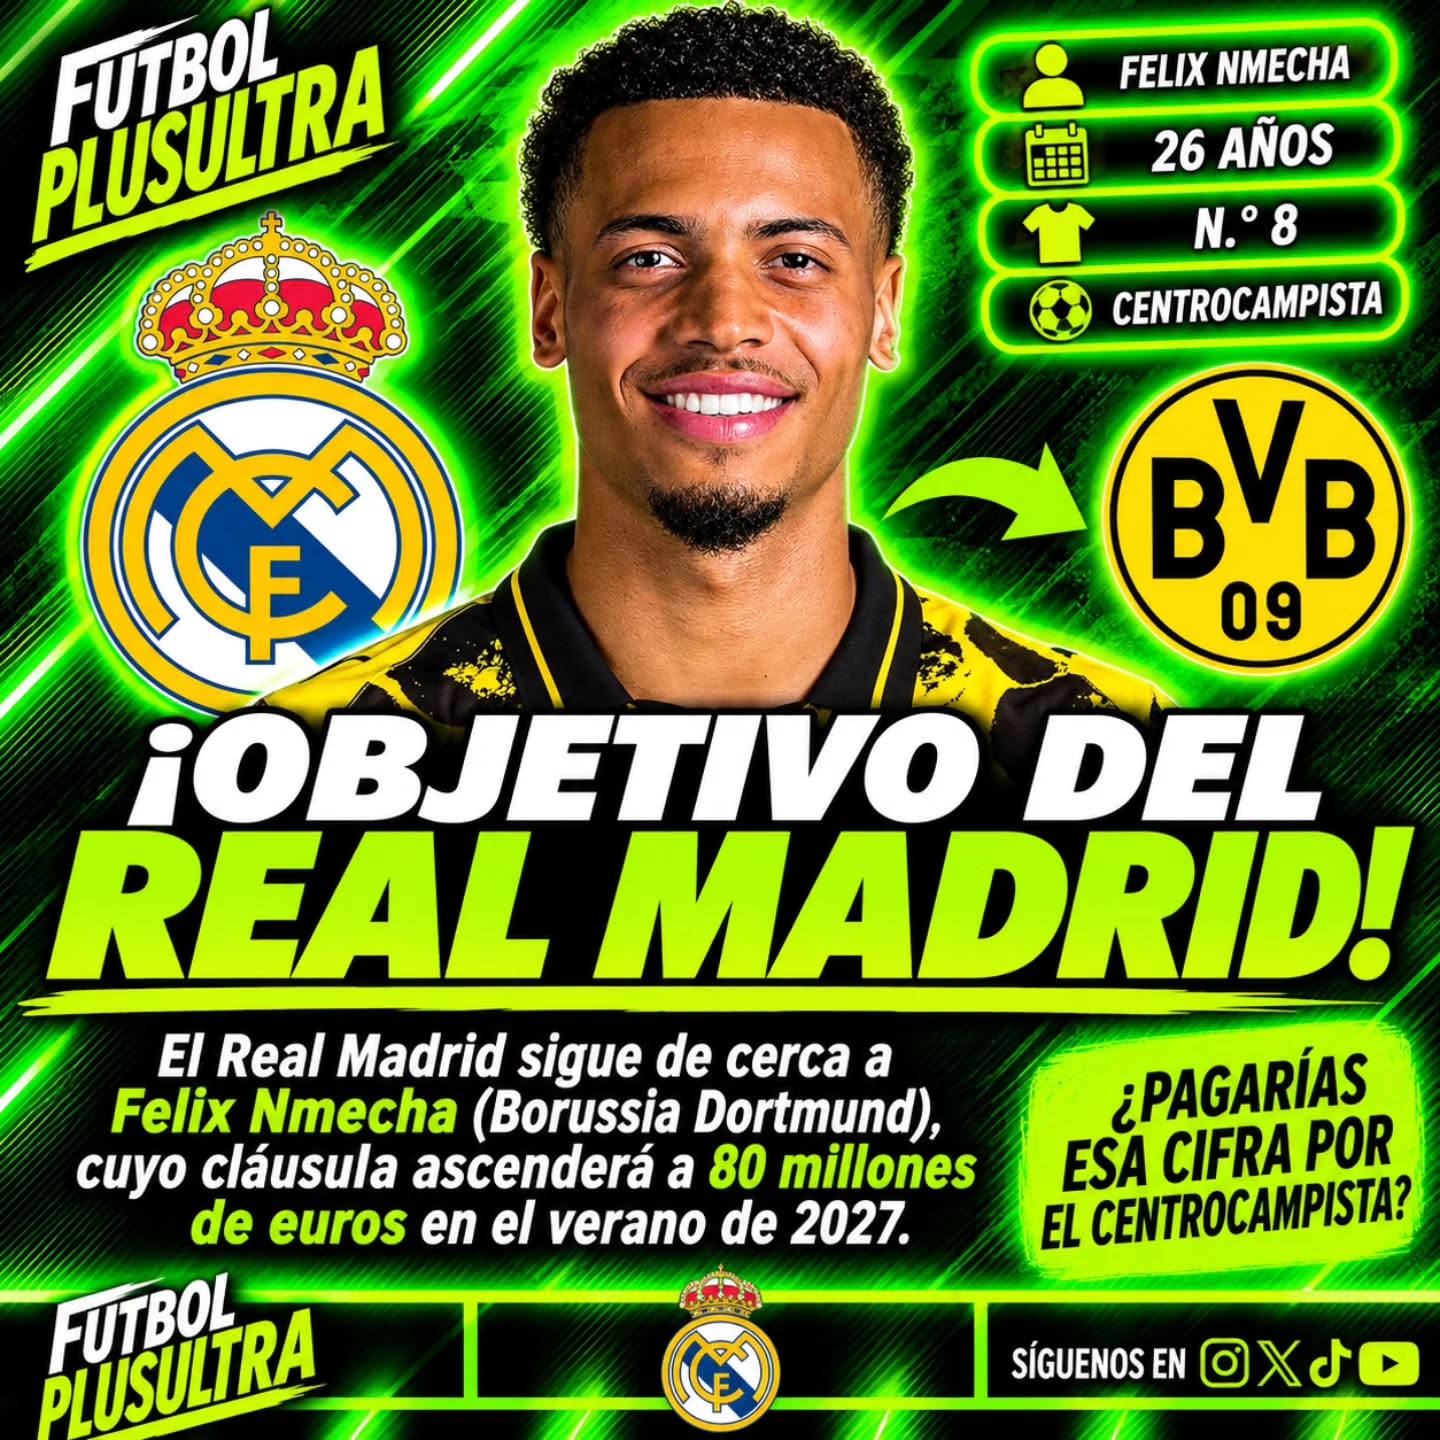 FUTBOL
PLUSULTRA
FELIX NMECHA
26 AÑOS
N.° 8
CENTROCAMPISTA
BVB
09
¡OBJETIVO DEL
REAL MADRID!
El Real Madrid sigue de cerca a
Felix Nmecha (Borussia Dortmund),
cuyo cláusula ascenderá a 80 millones
de euros en el verano de 2027.
¿PAGARÍAS
ESA CIFRA POR
EL CENTROCAMPISTA?
FUTBOL
PLUSULTRA
SÍGUENOS EN